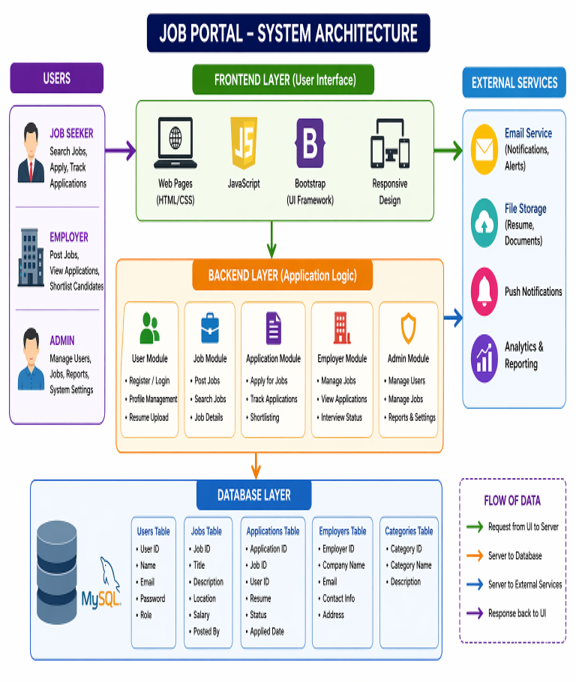 JOB PORTAL – SYSTEM ARCHITECTURE
USERS
JOB SEEKER
Search Jobs,
Apply, Track
Applications
EMPLOYER
Post Jobs,
View Applications,
Shortlist Candidates
ADMIN
Manage Users,
Jobs, Reports,
System Settings
FRONTEND LAYER (User Interface)
Web Pages
(HTML/CSS)
JS
JavaScript
B
Bootstrap
(UI Framework)
Responsive
Design
EXTERNAL SERVICES
Email Service
(Notifications,
Alerts)
File Storage
(Resume,
Documents)
Push Notifications
Analytics &
Reporting
BACKEND LAYER (Application Logic)
User Module
• Register / Login
• Profile Management
• Resume Upload
Job Module
• Post Jobs
• Search Jobs
• Job Details
Application Module
• Apply for Jobs
• Track Applications
• Shortlisting
Employer Module
• Manage Jobs
• View Applications
• Interview Status
Admin Module
• Manage Users
• Manage Jobs
• Reports & Settings
DATABASE LAYER
MySQL
Users Table
• User ID
• Name
• Email
• Password
• Role
Jobs Table
• Job ID
• Title
• Description
• Location
• Salary
• Posted By
Applications Table
• Application ID
• Job ID
• User ID
• Resume
• Status
• Applied Date
Employers Table
• Employer ID
• Company Name
• Email
• Contact Info
• Address
Categories Table
• Category ID
• Category Name
• Description
FLOW OF DATA
Request from UI to Server
Server to Database
Server to External Services
Response back to UI